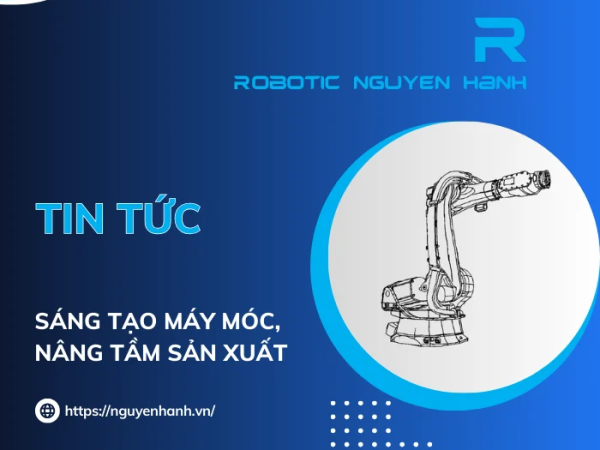 R
ROBOTIC NGUYEN HANH
TIN TỨC
SÁNG TẠO MÁY MÓC,
NÂNG TẦM SẢN XUẤT
https://nguyenhanh.vn/